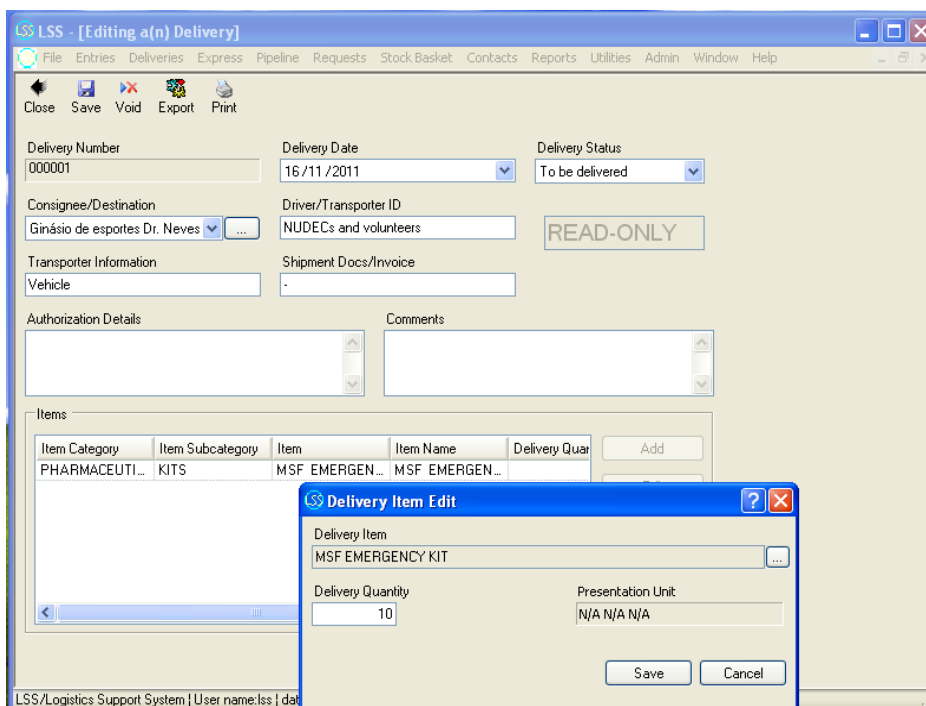 LSS LSS - [Editing a(n) Delivery]
File Entries Deliveries Express Pipeline Requests Stock Basket Contacts Reports Utilities Admin Window Help
Close Save Void Export Print
Delivery Number Delivery Date Delivery Status
000001 16/11/2011 To be delivered
Consignee/Destination Driver/Transporter ID
Ginásio de esportes Dr. Neves ... NUDECs and volunteers READ-ONLY
Transporter Information Shipment Docs/Invoice
Vehicle -
Authorization Details Comments
Items
Item Category Item Subcategory Item Item Name Delivery Quar Add
PHARMACEUTI... KITS MSF EMERGEN... MSF EMERGEN...
LSS Delivery Item Edit ?
Delivery Item
MSF EMERGENCY KIT ...
Delivery Quantity Presentation Unit
10 N/A N/A N/A
Save Cancel
LSS/Logistics Support System | User name:lss | dat